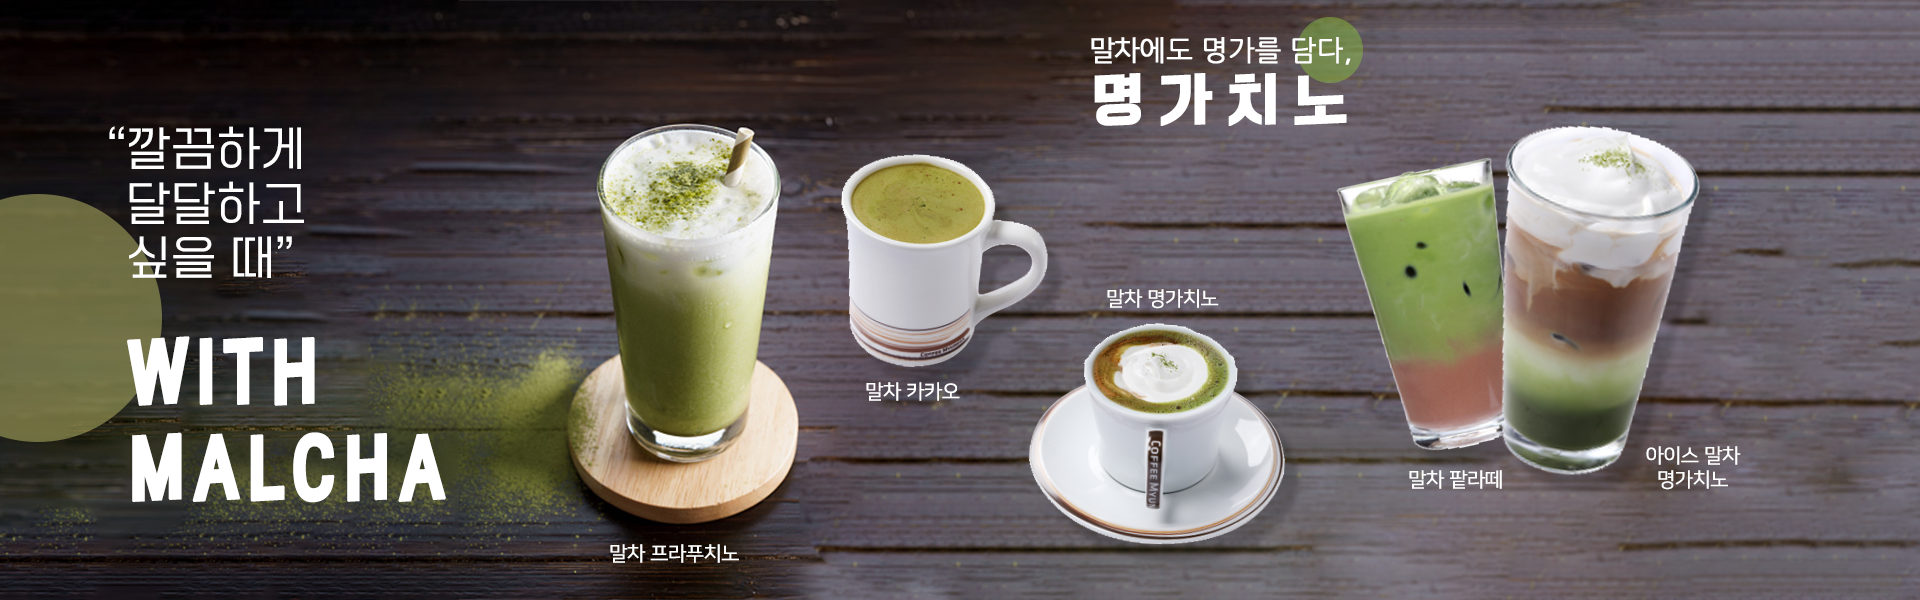 “깔끔하게
달달하고
싶을 때”
WITH
MALCHA
말차 프라푸치노
말차 카카오
말차에도 명가를 담다,
명가치노
말차 명가치노
말차 팥라떼
아이스 말차
명가치노